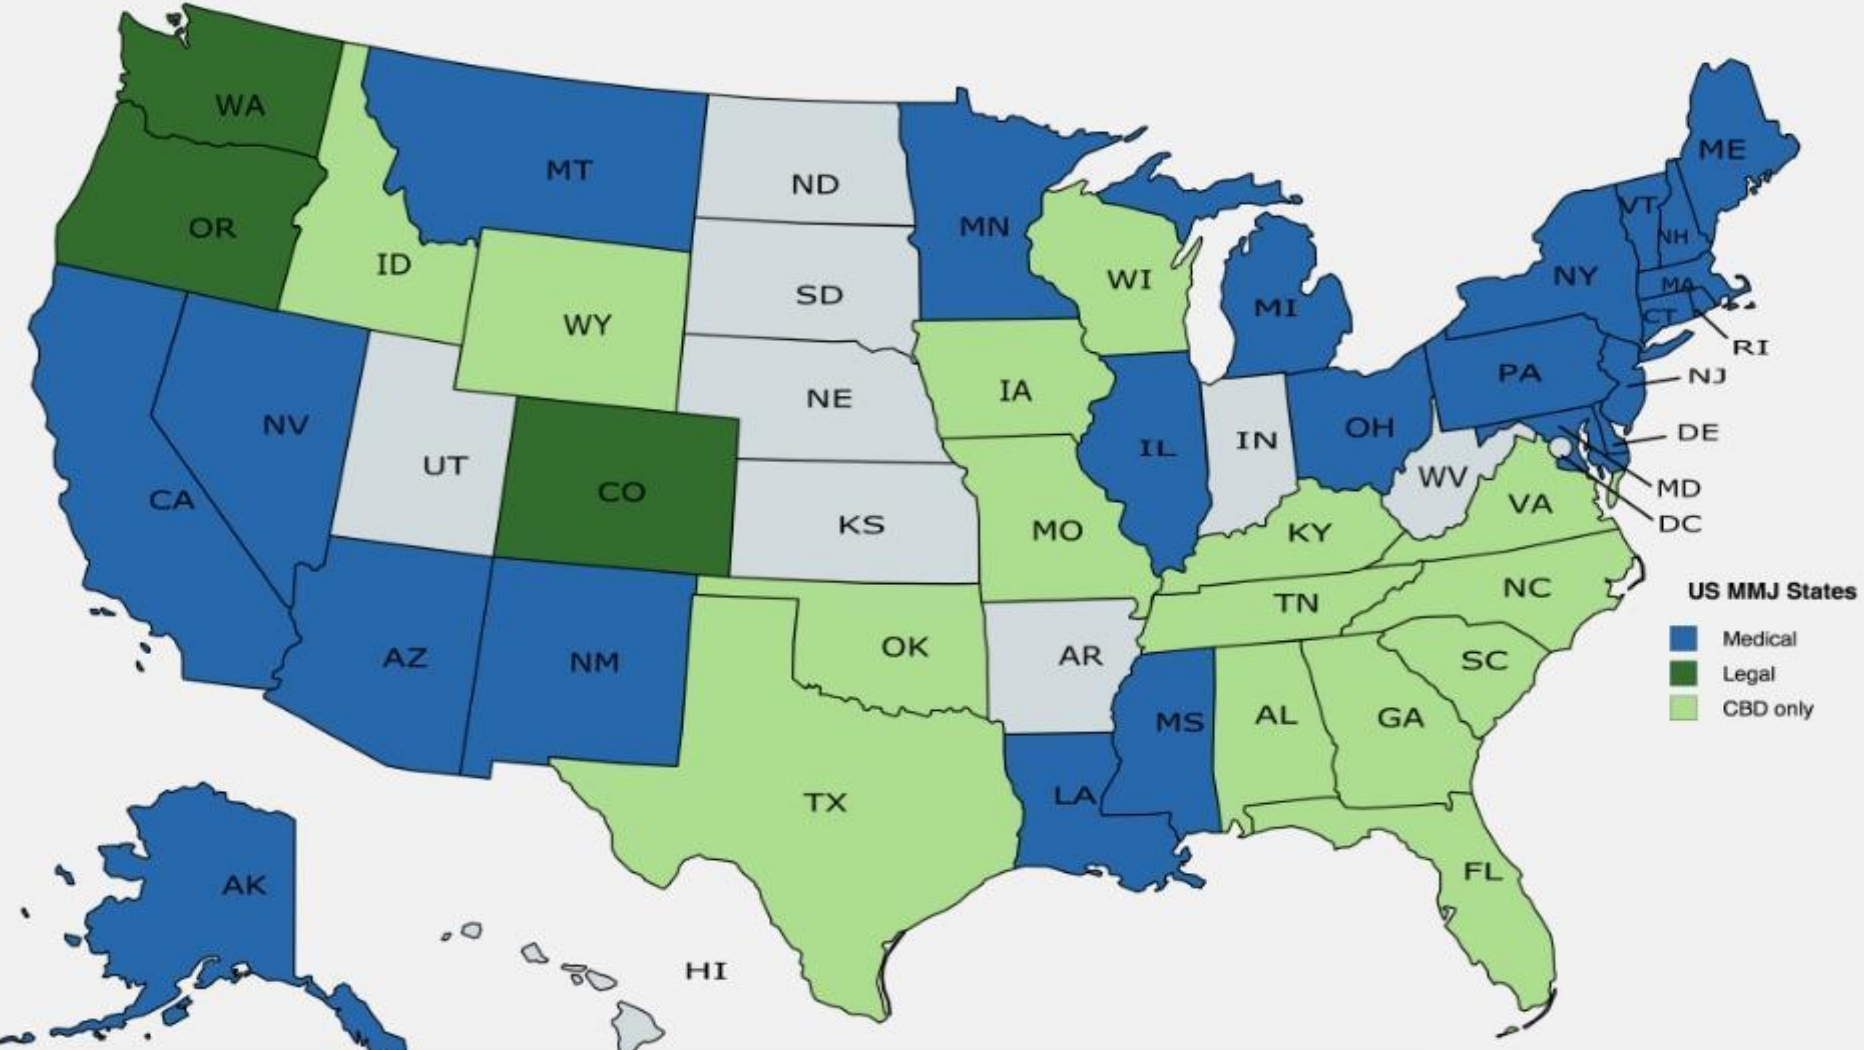 WA
MT
ND
ME
OR
MN
VT
NH
ID
WI
NY
SD
MI
MA
WY
CT
RI
PA
NJ
IA
NE
NV
OH
DE
IL
IN
UT
WV
MD
CO
CA
VA
KS
DC
MO
KY
NC
US MMJ States
TN
Medical
OK
AR
AZ
NM
SC
Legal
CBD only
MS
AL
GA
LA
TX
FL
AK
HI